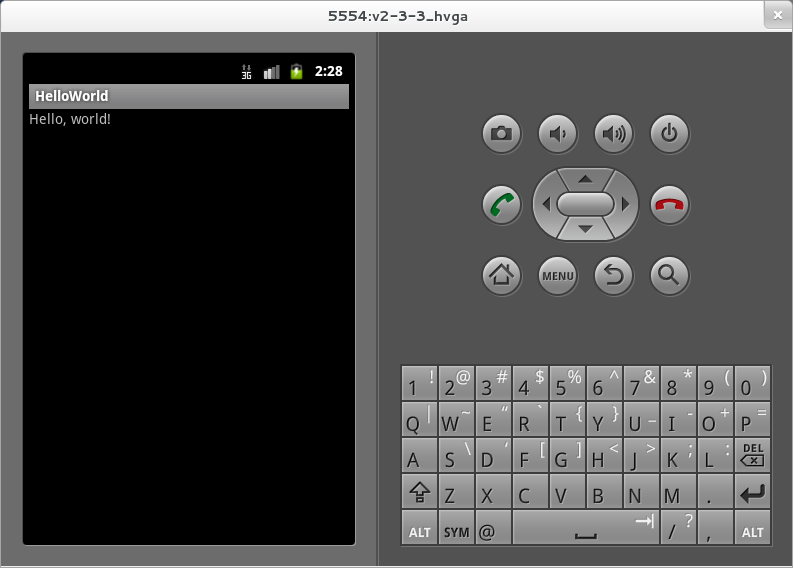 5554:v2-3-3_hvga
3G 2:28
HelloWorld
Hello, world!
MENU
1 ! 2 @ 3 # 4 $ 5 % 6 ^ 7 & 8 * 9 ( 0 )
Q | W ~ E “ R ` T { Y } U _ I - O + P =
A S \ D ‘ F [ G ] H < J > K ; L : DEL
Z X C V B N M .
ALT SYM @ / ? , ALT